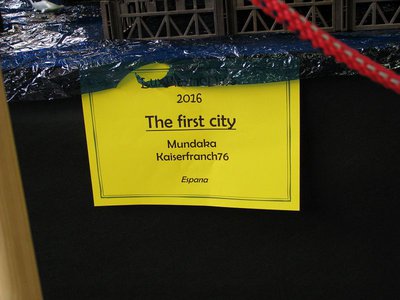 2016
The first city
Mundaka
Kaiserfranch76
Espana